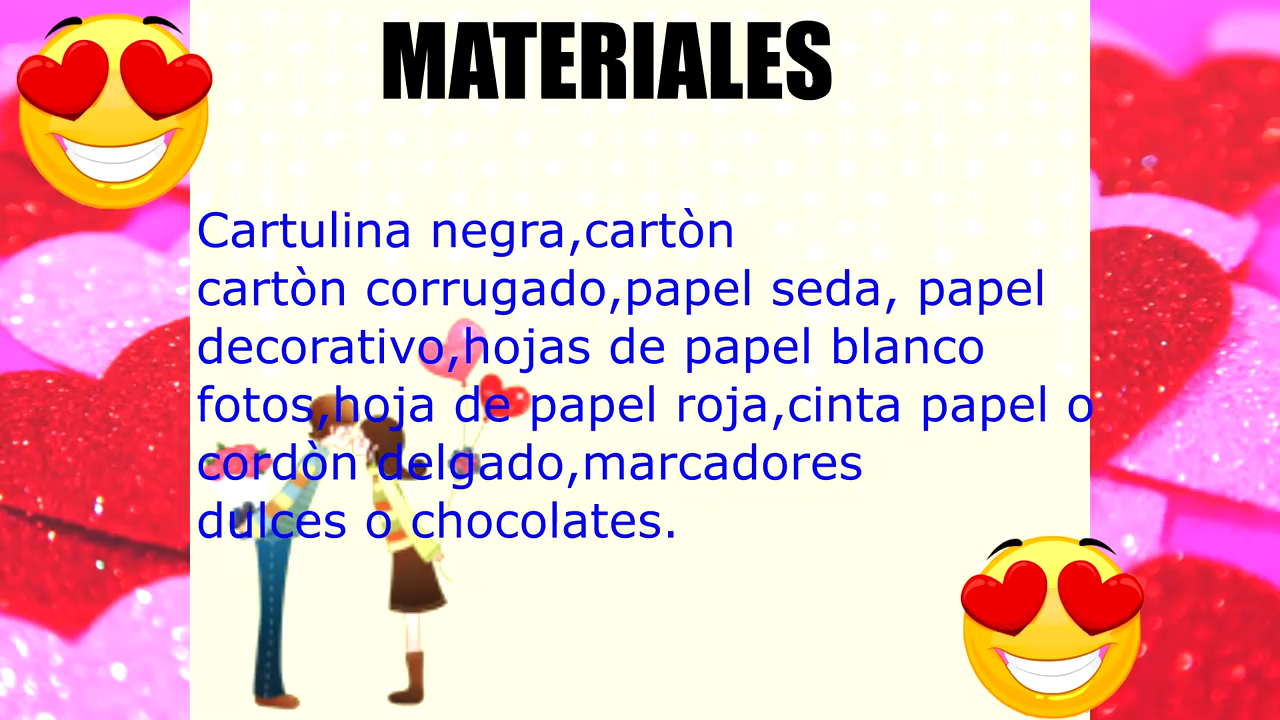 MATERIALES
Cartulina negra,cartòn
cartòn corrugado,papel seda, papel
decorativo,hojas de papel blanco
fotos,hoja de papel roja,cinta papel o
cordòn delgado,marcadores
dulces o chocolates.